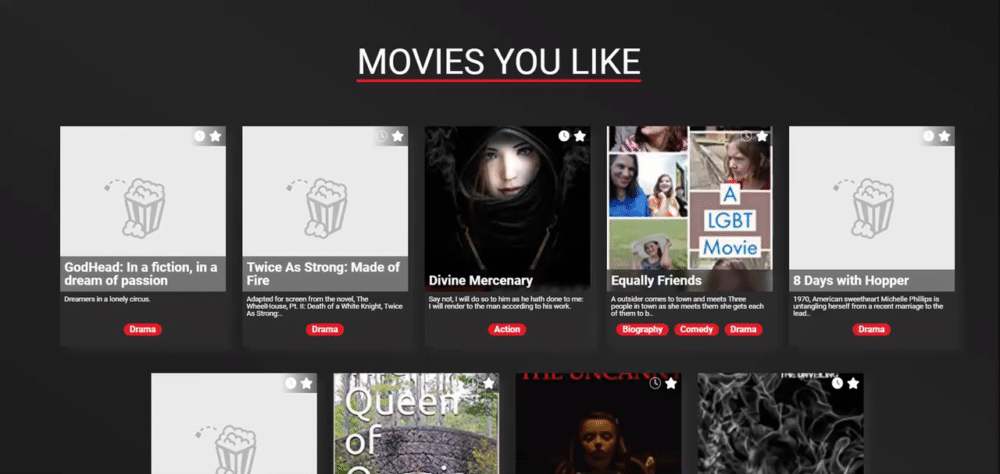 MOVIES YOU LIKE
GodHead: In a fiction, in a
dream of passion
Dreamers in a lonely circus.
Drama
Twice As Strong: Made of
Fire
Adapted for screen from the novel, The
WheelHouse, Pt. II: Death of a White Knight, Twice
As Strong:..
Drama
Divine Mercenary
Say not, I will do so to him as he hath done to me:
I will render to the man according to his work.
Action
A
LGBT
Movie
Equally Friends
A outsider comes to town and meets Three
people in town as she meets them she gets each
of them to b..
Biography
Comedy
Drama
8 Days with Hopper
1970, American sweetheart Michelle Phillips is
untangling herself from a recent marriage to the
lead..
Drama
Queen
of
THE UNCANNY
THE UNVEILING